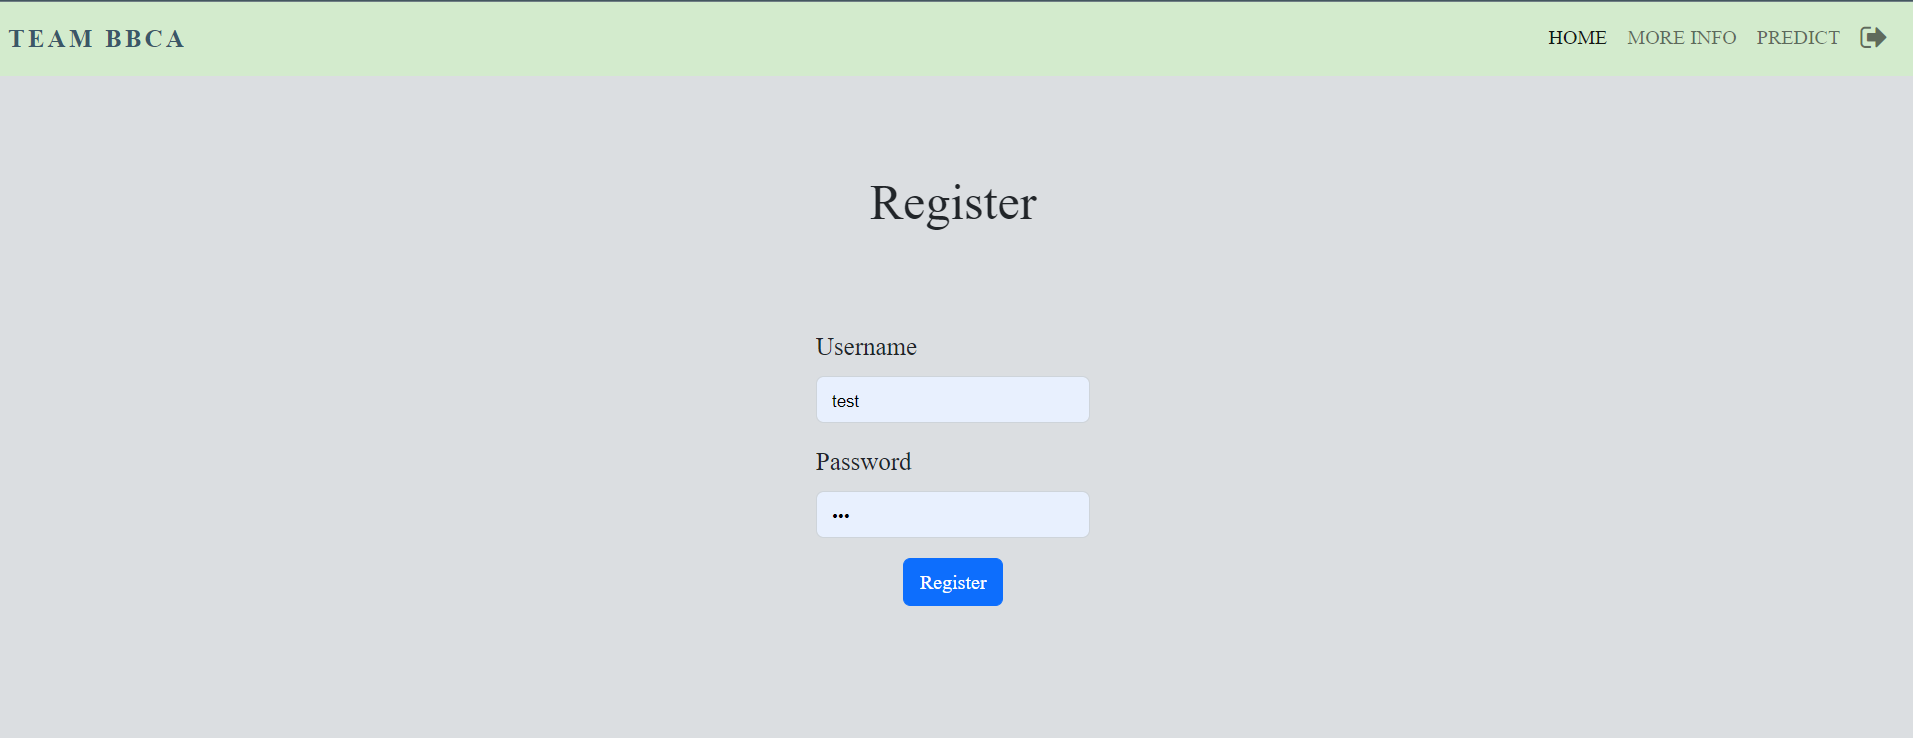 TEAM BBCA
HOME MORE INFO PREDICT
Register
Username
test
Password
•••
Register